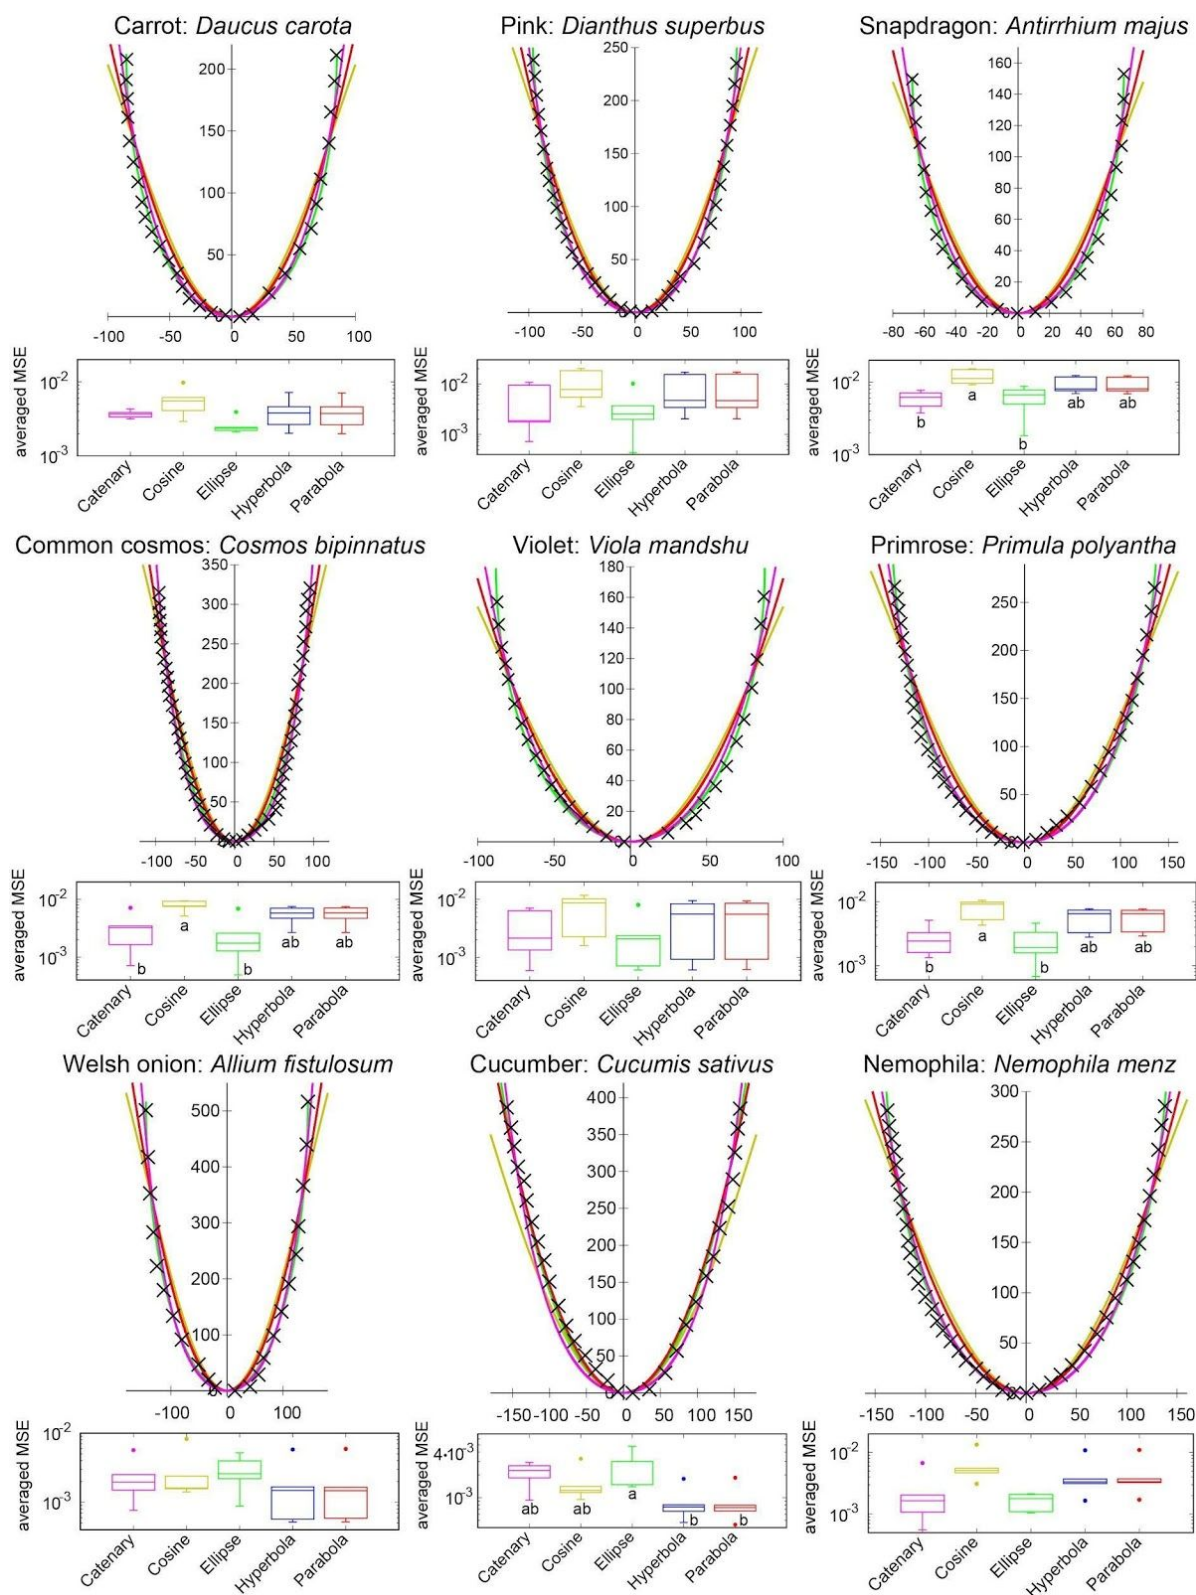 Carrot: Daucus carota
200
150
100
50
-100 -50 0 50 100
averaged MSE
10-2
10-3
Catenary Cosine Ellipse Hyperbola Parabola
Pink: Dianthus superbus
250
200
150
100
50
-100 -50 0 50 100
averaged MSE
10-2
10-3
Catenary Cosine Ellipse Hyperbola Parabola
Snapdragon: Antirrhium majus
180
160
140
120
100
80
60
40
20
-80 -60 -40 -20 0 20 40 60 80
averaged MSE
10-2
10-3
b a b ab ab
Catenary Cosine Ellipse Hyperbola Parabola
Common cosmos: Cosmos bipinnatus
350
300
250
200
150
100
50
-100 -50 0 50 100
averaged MSE
10-2
10-3
b a b ab ab
Catenary Cosine Ellipse Hyperbola Parabola
Violet: Viola mandshu
180
160
140
120
100
80
60
40
20
-100 -50 0 50 100
averaged MSE
10-2
10-3
Catenary Cosine Ellipse Hyperbola Parabola
Primrose: Primula polyantha
250
200
150
100
50
-150 -100 -50 0 50 100 150
averaged MSE
10-2
10-3
b a b ab ab
Catenary Cosine Ellipse Hyperbola Parabola
Welsh onion: Allium fistulosum
500
400
300
200
100
-100 0 100
averaged MSE
10-2
10-3
Catenary Cosine Ellipse Hyperbola Parabola
Cucumber: Cucumis sativus
400
350
300
250
200
150
100
50
-150 -100 -50 0 50 100 150
averaged MSE
4·10-3
10-3
ab ab a b b
Catenary Cosine Ellipse Hyperbola Parabola
Nemophila: Nemophila menz
300
250
200
150
100
50
-150 -100 -50 0 50 100 150
averaged MSE
10-2
10-3
Catenary Cosine Ellipse Hyperbola Parabola